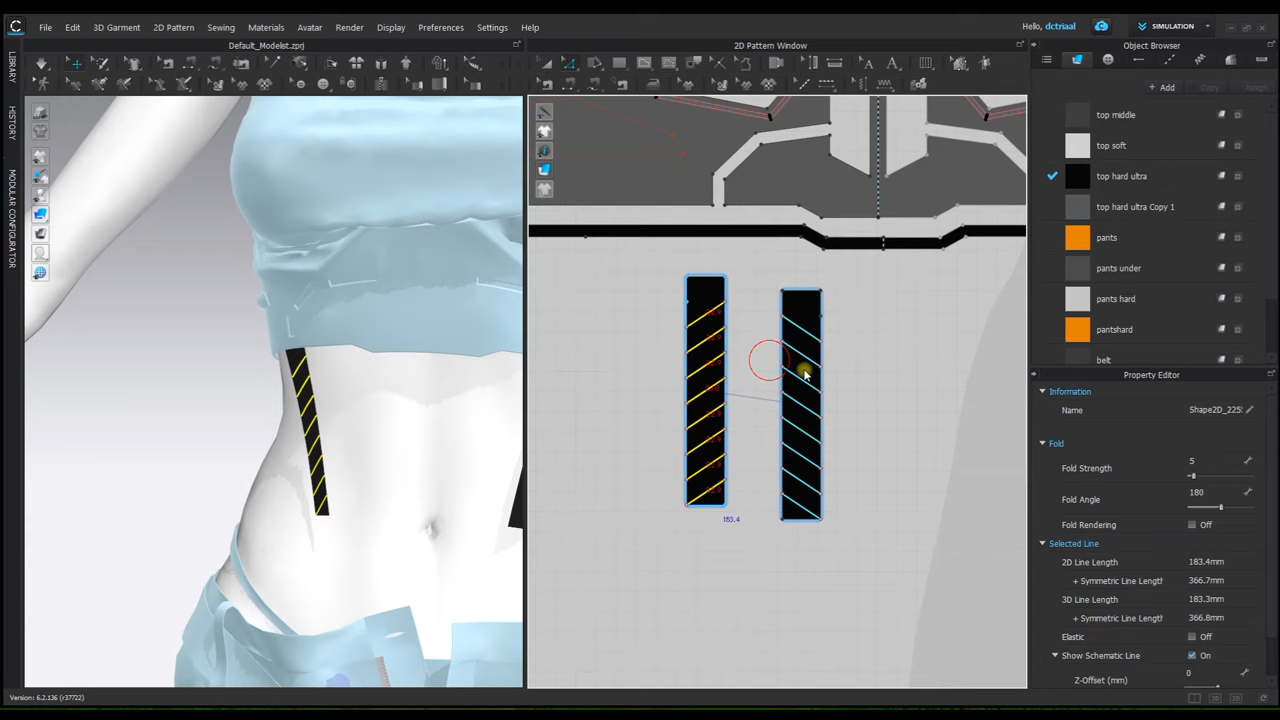 File Edit 3D Garment 2D Pattern Sewing Materials Avatar Render Display Preferences Settings Help
Hello, dctriaal
SIMULATION
Default_Modelist.zprj
2D Pattern Window
Object Browser
LIBRARY
HISTORY
MODULAR CONFIGURATOR
+ Add Copy Assign
top middle
top soft
top hard ultra
top hard ultra Copy 1
pants
pants under
pants hard
pantshard
belt
Property Editor
Information
Name Shape2D_225
Fold
Fold Strength 5
Fold Angle 180
Fold Rendering Off
Selected Line
2D Line Length 183.4mm
+ Symmetric Line Length 366.7mm
3D Line Length 183.3mm
+ Symmetric Line Length 366.8mm
Elastic Off
Show Schematic Line On
Z-Offset (mm) 0
183.4
Version: 6.2.136 (r37722)
2D